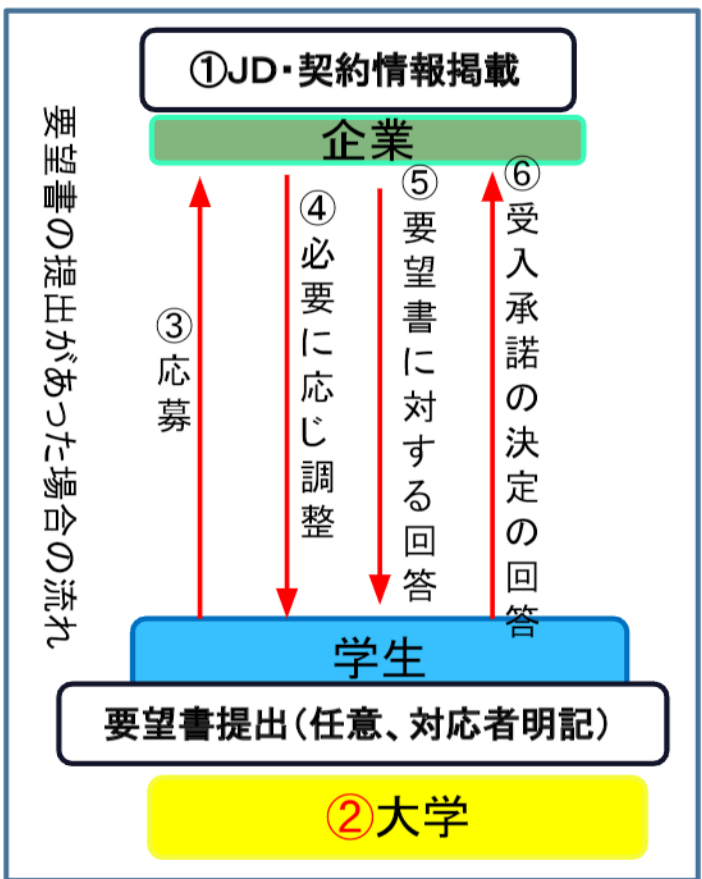 ①JD・契約情報掲載
企業
要望書の提出があった場合の流れ
③応募
④必要に応じ調整
⑤要望書に対する回答
⑥受入承諾の決定の回答
学生
要望書提出（任意、対応者明記）
②大学